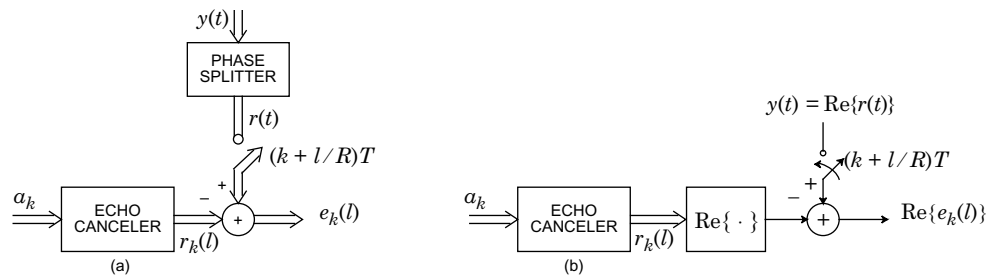 y(t)
PHASE
SPLITTER
r(t)
(k + l/R)T
+
a_k
ECHO
CANCELER
−
+
e_k(l)
r_k(l)
(a)
y(t) = Re{r(t)}
(k + l/R)T
+
a_k
ECHO
CANCELER
Re{ · }
−
+
Re{e_k(l)}
r_k(l)
(b)